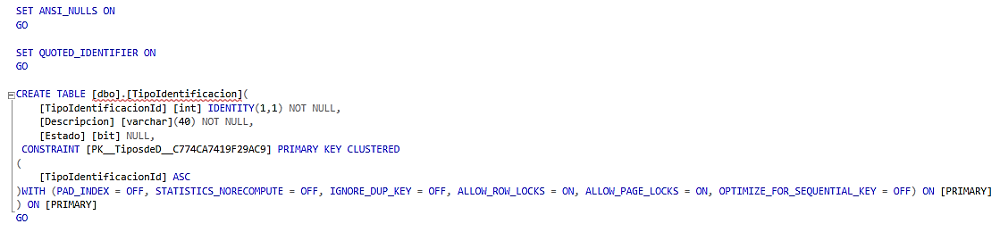 SET ANSI_NULLS ON
GO
SET QUOTED_IDENTIFIER ON
GO
CREATE TABLE [dbo].[TipoIdentificacion](
[TipoIdentificacionId] [int] IDENTITY(1,1) NOT NULL,
[Descripcion] [varchar](40) NOT NULL,
[Estado] [bit] NULL,
CONSTRAINT [PK__TiposdeD__C774CA7419F29AC9] PRIMARY KEY CLUSTERED
(
[TipoIdentificacionId] ASC
)WITH (PAD_INDEX = OFF, STATISTICS_NORECOMPUTE = OFF, IGNORE_DUP_KEY = OFF, ALLOW_ROW_LOCKS = ON, ALLOW_PAGE_LOCKS = ON, OPTIMIZE_FOR_SEQUENTIAL_KEY = OFF) ON [PRIMARY]
) ON [PRIMARY]
GO